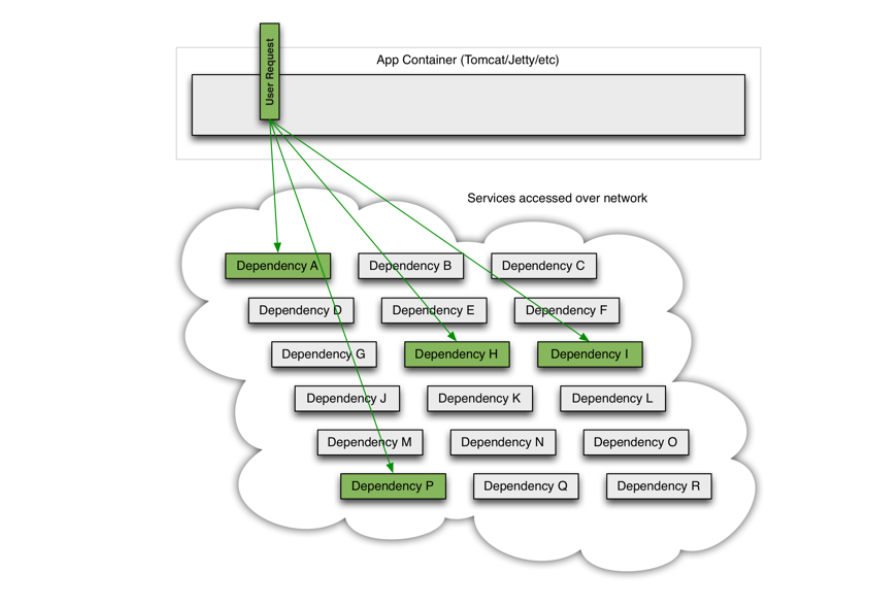 User Request
App Container (Tomcat/Jetty/etc)
Services accessed over network
Dependency A
Dependency B
Dependency C
Dependency D
Dependency E
Dependency F
Dependency G
Dependency H
Dependency I
Dependency J
Dependency K
Dependency L
Dependency M
Dependency N
Dependency O
Dependency P
Dependency Q
Dependency R